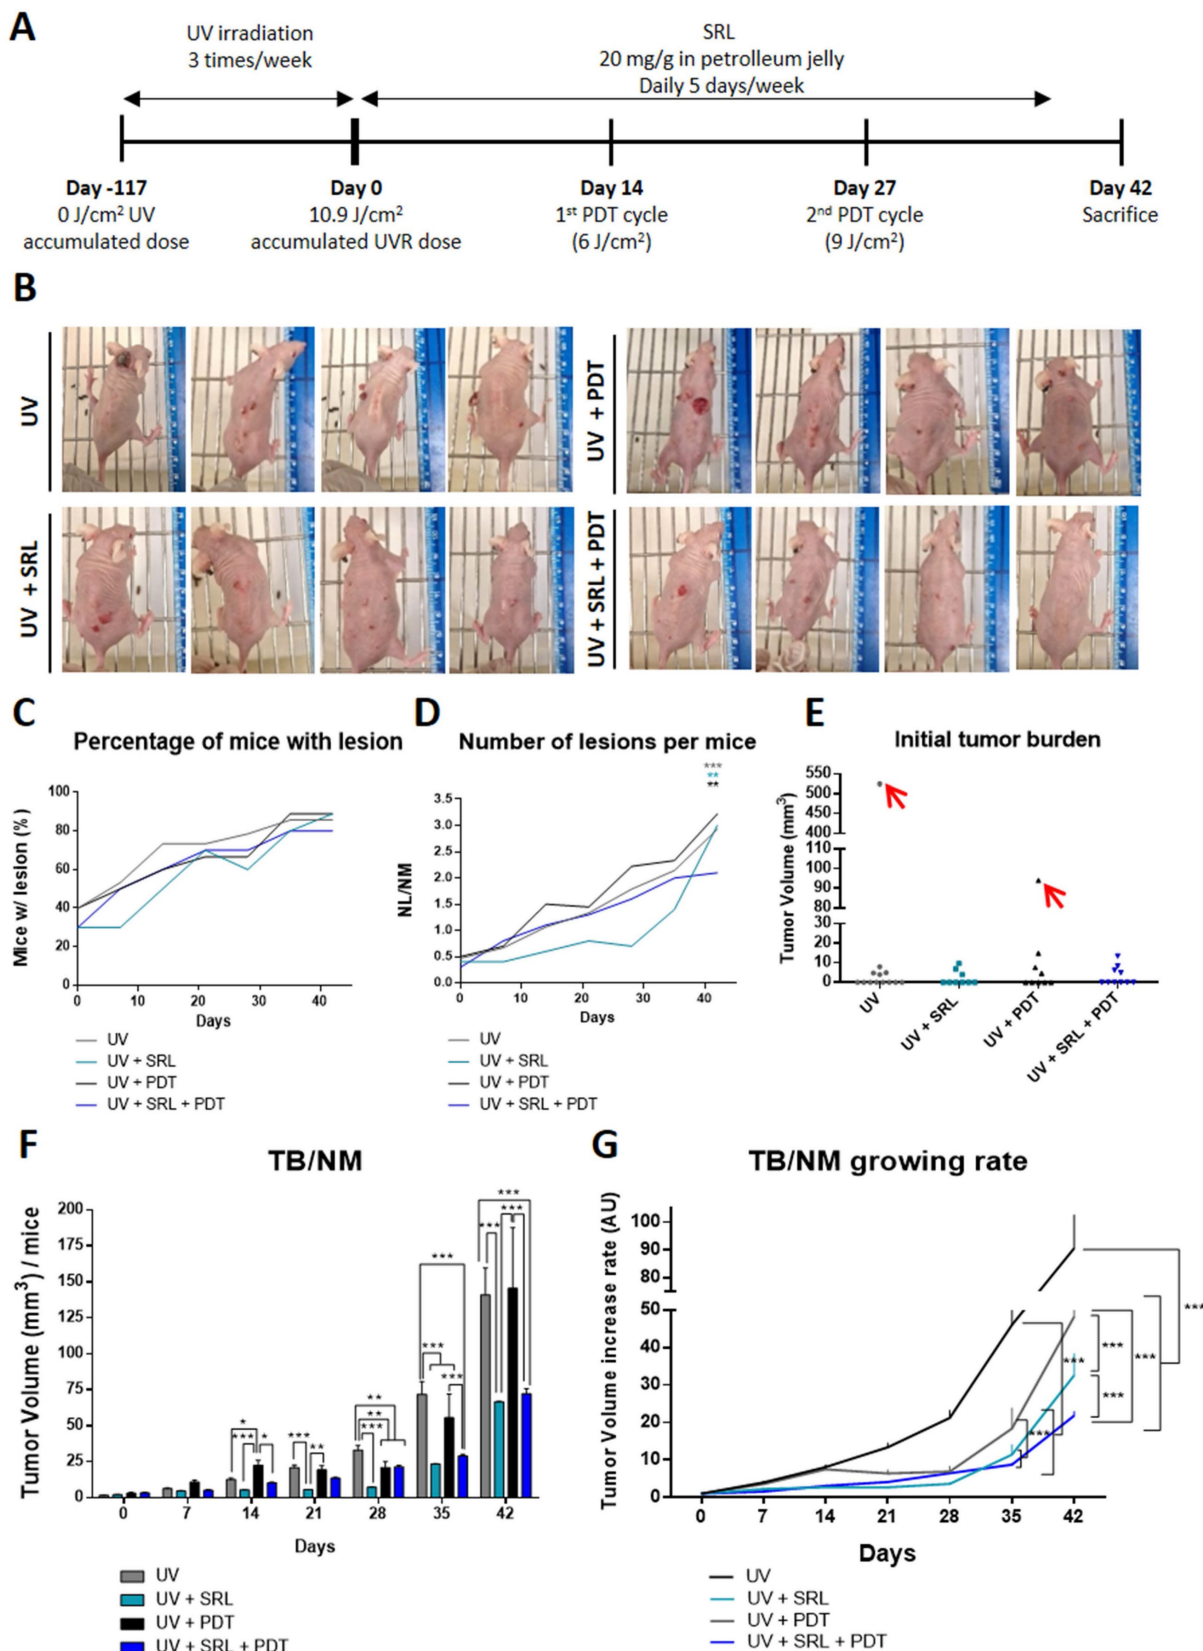 A
UV irradiation
3 times/week
SRL
20 mg/g in petrolleum jelly
Daily 5 days/week
Day -117
0 J/cm² UV
accumulated dose
Day 0
10.9 J/cm²
accumulated UVR dose
Day 14
1st PDT cycle
(6 J/cm²)
Day 27
2nd PDT cycle
(9 J/cm²)
Day 42
Sacrifice
B
UV
UV + PDT
UV + SRL
UV + SRL + PDT
C
Percentage of mice with lesion
Mice w/ lesion (%)
100
80
60
40
20
0
0 10 20 30 40
Days
UV
UV + SRL
UV + PDT
UV + SRL + PDT
D
Number of lesions per mice
***
**
**
NL/NM
3.5
3.0
2.5
2.0
1.5
1.0
0.5
0.0
0 10 20 30 40
Days
UV
UV + SRL
UV + PDT
UV + SRL + PDT
E
Initial tumor burden
Tumor Volume (mm³)
550
500
450
400
110
100
90
80
30
20
10
0
UV
UV + SRL
UV + PDT
UV + SRL + PDT
F
TB/NM
Tumor Volume (mm³) / mice
200
175
150
125
100
75
50
25
0
*
*** *
*** **
**
**
***
***
***
***
***
*** ***
0 7 14 21 28 35 42
Days
UV
UV + SRL
UV + PDT
UV + SRL + PDT
G
TB/NM growing rate
Tumor Volume increase rate (AU)
100
90
80
50
40
30
20
10
0
***
***
***
***
***
***
0 7 14 21 28 35 42
Days
UV
UV + SRL
UV + PDT
UV + SRL + PDT